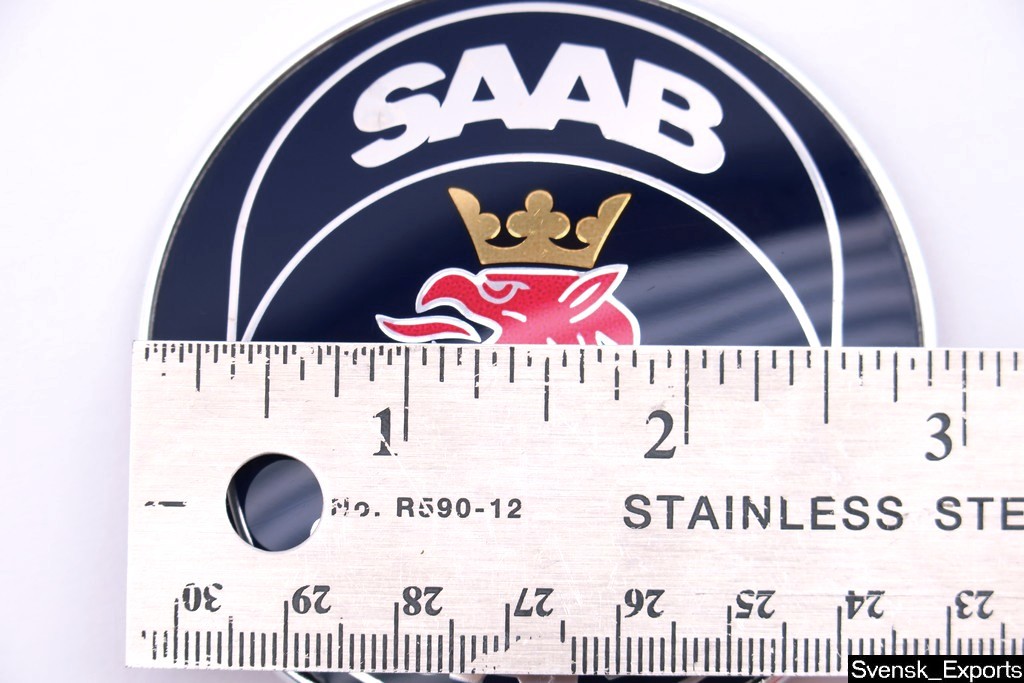 SAAB
1 2 3
No. R590-12 STAINLESS STE
30 29 28 27 26 25 24 23
Svensk_Exports